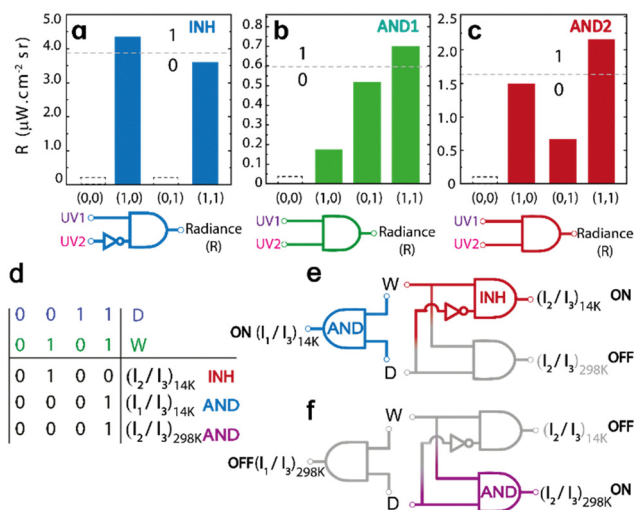 a INH
1
0
R (μW.cm⁻² sr)
4.0
3.0
2.0
1.0
0.0
(0,0) (1,0) (0,1) (1,1)
UV1
UV2
Radiance
(R)
b AND1
1
0
0.7
0.6
0.5
0.4
0.3
0.2
0.1
0
(0,0) (1,0) (0,1) (1,1)
UV1
UV2
Radiance
(R)
c AND2
1
0
2.5
2.0
1.5
1.0
0.5
0.0
(0,0) (1,0) (0,1) (1,1)
UV1
UV2
Radiance
(R)
d
0 0 1 1 D
0 1 0 1 W
0 1 0 0 (I₂/I₃)14K INH
0 0 0 1 (I₁/I₃)14K AND
0 0 0 1 (I₂/I₃)298K AND
e
W
INH (I₂/I₃)14K ON
ON (I₁/I₃)14K AND
(I₂/I₃)298K OFF
D
f
W
(I₂/I₃)14K OFF
OFF(I₁/I₃)298K
AND (I₂/I₃)298K ON
D